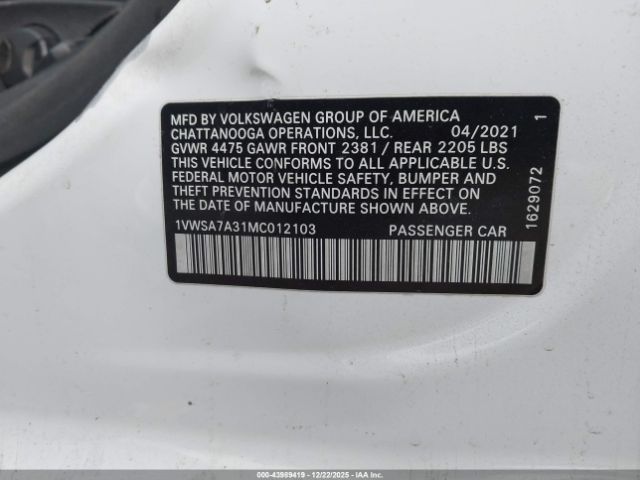 MFD BY VOLKSWAGEN GROUP OF AMERICA
CHATTANOOGA OPERATIONS, LLC. 04/2021
GVWR 4475 GAWR FRONT 2381 / REAR 2205 LBS
THIS VEHICLE CONFORMS TO ALL APPLICABLE U.S.
FEDERAL MOTOR VEHICLE SAFETY, BUMPER AND
THEFT PREVENTION STANDARDS IN EFFECT ON
THE DATE OF MANUFACTURE SHOWN ABOVE.
1VWSA7A31MC012103 PASSENGER CAR
1629072 1
000-43989419 - 12/22/2025 - IAA, Inc.